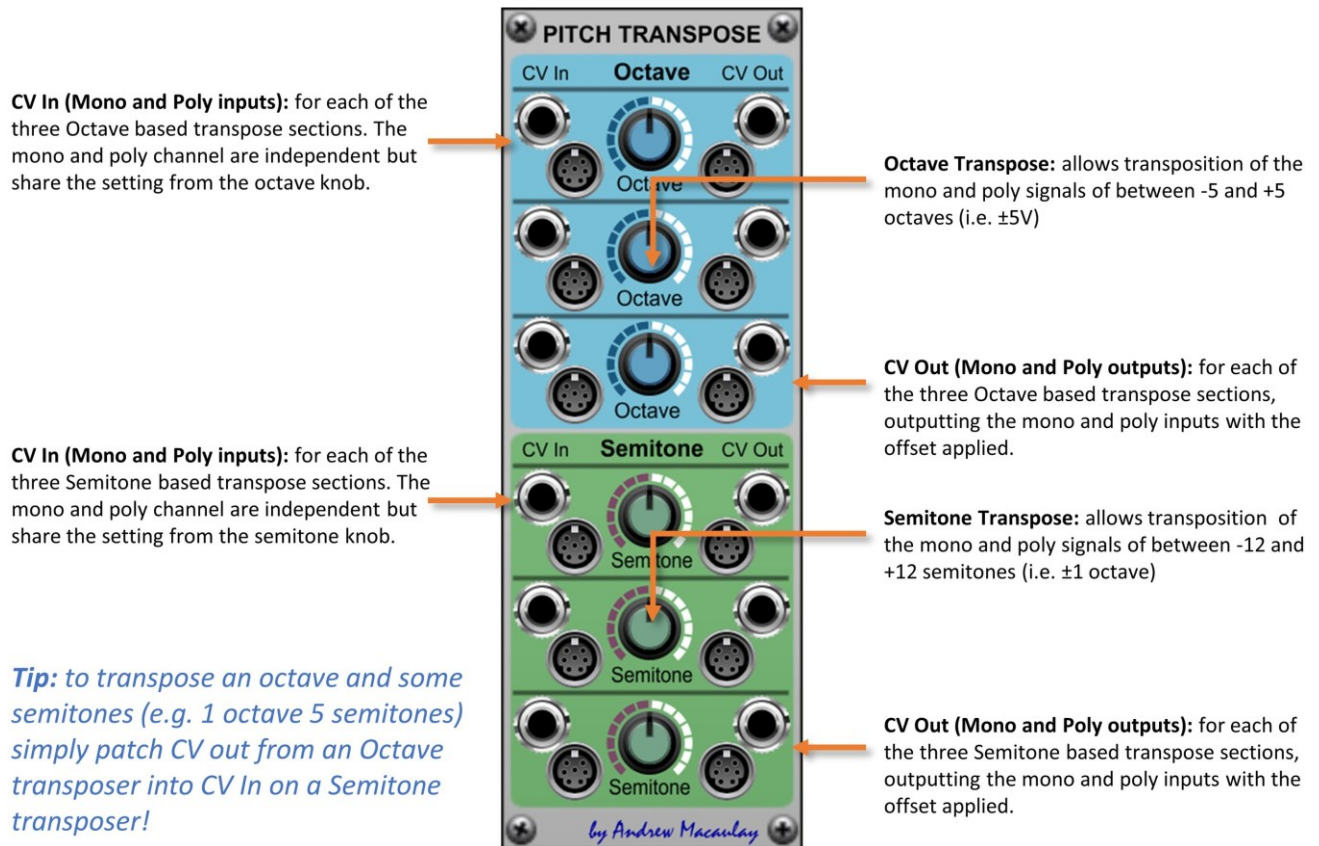 PITCH TRANSPOSE
CV In Octave CV Out
Octave
Octave
Octave
CV In Semitone CV Out
Semitone
Semitone
Semitone
by Andrew Macaulay
CV In (Mono and Poly inputs): for each of the
three Octave based transpose sections. The
mono and poly channel are independent but
share the setting from the octave knob.
CV In (Mono and Poly inputs): for each of the
three Semitone based transpose sections. The
mono and poly channel are independent but
share the setting from the semitone knob.
Tip: to transpose an octave and some
semitones (e.g. 1 octave 5 semitones)
simply patch CV out from an Octave
transposer into CV In on a Semitone
transposer!
Octave Transpose: allows transposition of the
mono and poly signals of between -5 and +5
octaves (i.e. ±5V)
CV Out (Mono and Poly outputs): for each of
the three Octave based transpose sections,
outputting the mono and poly inputs with the
offset applied.
Semitone Transpose: allows transposition of
the mono and poly signals of between -12 and
+12 semitones (i.e. ±1 octave)
CV Out (Mono and Poly outputs): for each of
the three Semitone based transpose sections,
outputting the mono and poly inputs with the
offset applied.